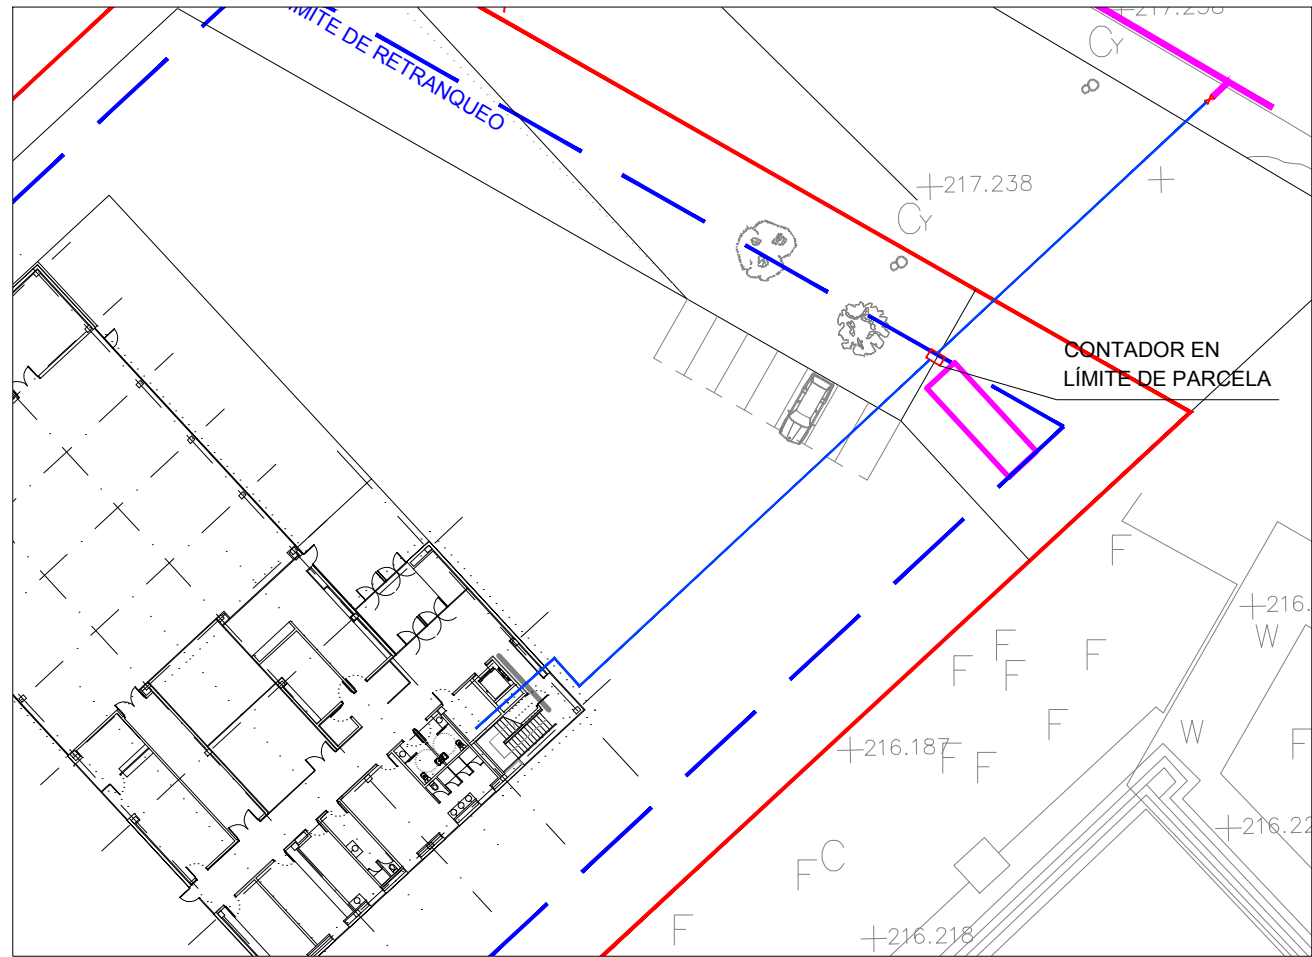 217.238
CY
LÍMITE DE RETRANQUEO
217.238
CY
CONTADOR EN
LÍMITE DE PARCELA
F
216.
W
F
F
F
F
F
W
216.187
F
F
F
216.22
F
C
F
216.218